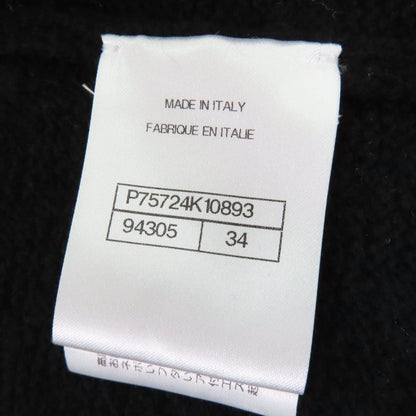 MADE IN ITALY
FABRIQUE EN ITALIE
P75724K10893
94305 34